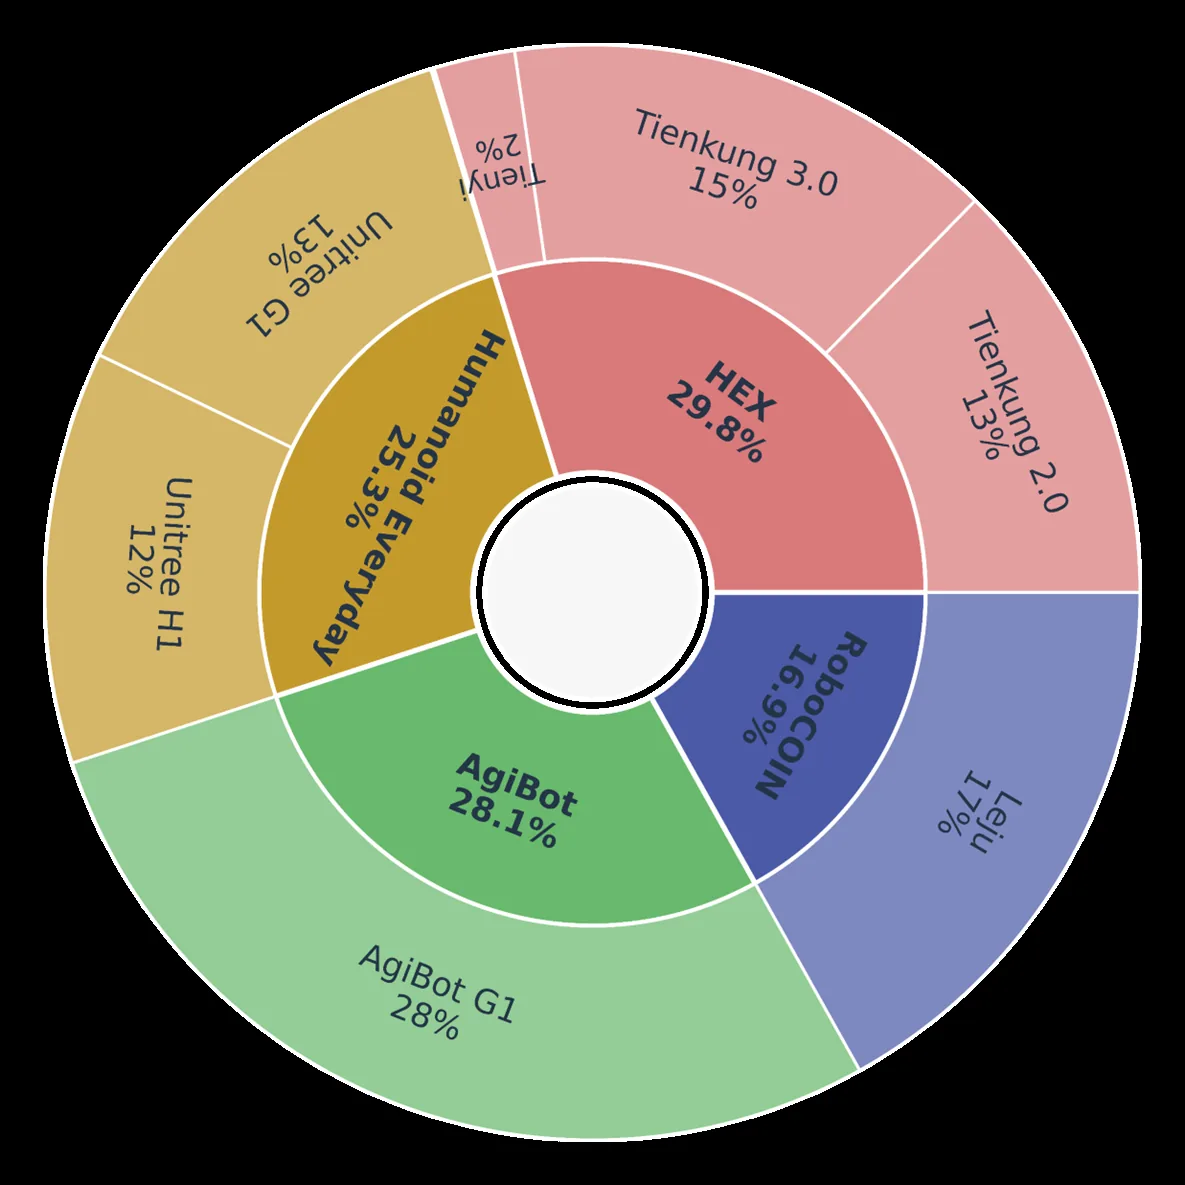 Tienyi
2%
Tienkung 3.0
15%
Tienkung 2.0
13%
HEX
29.8%
Unitree G1
13%
Unitree H1
12%
Humanoid Everyday
25.3%
AgiBot
28.1%
AgiBot G1
28%
RoboCOIN
16.9%
Leju
17%